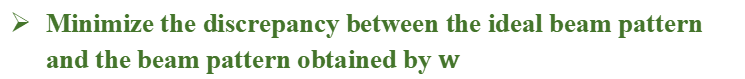 ➢ Minimize the discrepancy between the ideal beam pattern
and the beam pattern obtained by w